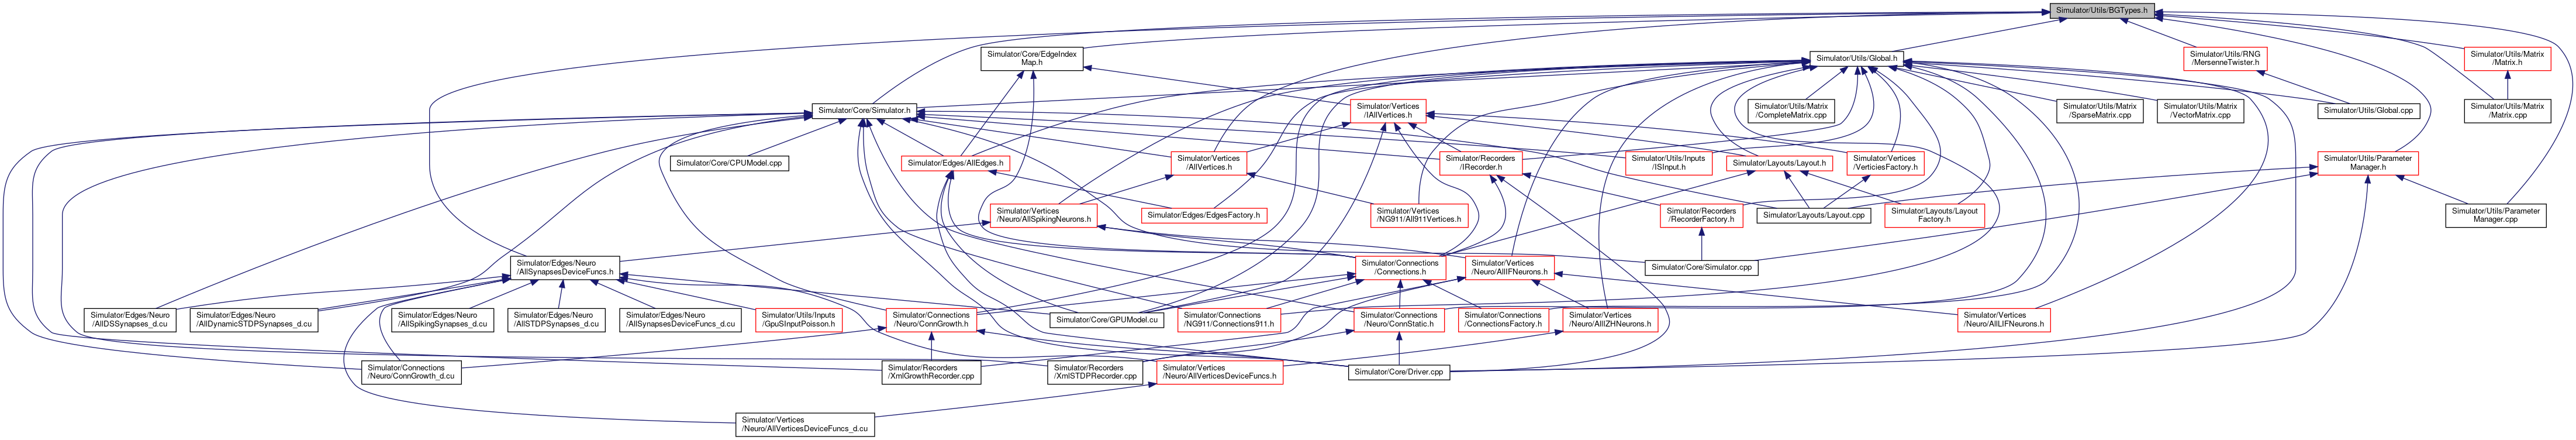 Simulator/Utils/BGTypes.h
Simulator/Core/EdgeIndex
Map.h
Simulator/Utils/Global.h
Simulator/Utils/RNG
/MersenneTwister.h
Simulator/Utils/Matrix
/Matrix.h
Simulator/Core/Simulator.h
Simulator/Vertices
/IAllVertices.h
Simulator/Utils/Matrix
/CompleteMatrix.cpp
Simulator/Utils/Matrix
/SparseMatrix.cpp
Simulator/Utils/Matrix
/VectorMatrix.cpp
Simulator/Utils/Global.cpp
Simulator/Utils/Matrix
/Matrix.cpp
Simulator/Core/CPUModel.cpp
Simulator/Edges/AllEdges.h
Simulator/Vertices
/AllVertices.h
Simulator/Recorders
/IRecorder.h
Simulator/Utils/Inputs
/ISInput.h
Simulator/Layouts/Layout.h
Simulator/Vertices
/VerticiesFactory.h
Simulator/Utils/Parameter
Manager.h
Simulator/Vertices
/Neuro/AllSpikingNeurons.h
Simulator/Edges/EdgesFactory.h
Simulator/Vertices
/NG911/All911Vertices.h
Simulator/Recorders
/RecorderFactory.h
Simulator/Layouts/Layout.cpp
Simulator/Layouts/Layout
Factory.h
Simulator/Utils/Parameter
Manager.cpp
Simulator/Edges/Neuro
/AllSynapsesDeviceFuncs.h
Simulator/Connections
/Connections.h
Simulator/Vertices
/Neuro/AllIFNeurons.h
Simulator/Core/Simulator.cpp
Simulator/Edges/Neuro
/AllDSSynapses_d.cu
Simulator/Edges/Neuro
/AllDynamicSTDPSynapses_d.cu
Simulator/Edges/Neuro
/AllSpikingSynapses_d.cu
Simulator/Edges/Neuro
/AllSTDPSynapses_d.cu
Simulator/Edges/Neuro
/AllSynapsesDeviceFuncs_d.cu
Simulator/Utils/Inputs
/GpuSInputPoisson.h
Simulator/Connections
/Neuro/ConnGrowth.h
Simulator/Core/GPUModel.cu
Simulator/Connections
/NG911/Connections911.h
Simulator/Connections
/Neuro/ConnStatic.h
Simulator/Connections
/ConnectionsFactory.h
Simulator/Vertices
/Neuro/AllIZHNeurons.h
Simulator/Vertices
/Neuro/AllLIFNeurons.h
Simulator/Connections
/Neuro/ConnGrowth_d.cu
Simulator/Recorders
/XmlGrowthRecorder.cpp
Simulator/Recorders
/XmlSTDPRecorder.cpp
Simulator/Vertices
/Neuro/AllVerticesDeviceFuncs.h
Simulator/Core/Driver.cpp
Simulator/Vertices
/Neuro/AllVerticesDeviceFuncs_d.cu